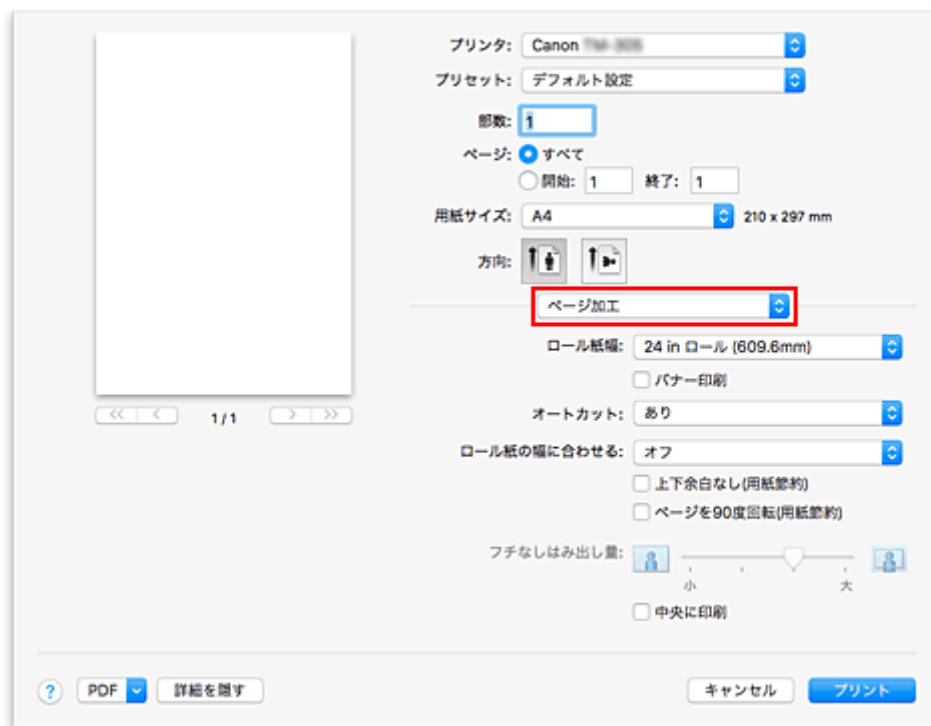 プリンタ: Canon
プリセット: デフォルト設定
部数: 1
ページ: すべて
開始: 1 終了: 1
用紙サイズ: A4 210 x 297 mm
方向:
ページ加工
ロール紙幅: 24 in ロール (609.6mm)
バナー印刷
<< < 1/1 > >>
オートカット: あり
ロール紙の幅に合わせる: オフ
上下余白なし(用紙節約)
ページを90度回転(用紙節約)
フチなしはみ出し量:
小 大
中央に印刷
? PDF 詳細を隠す キャンセル プリント